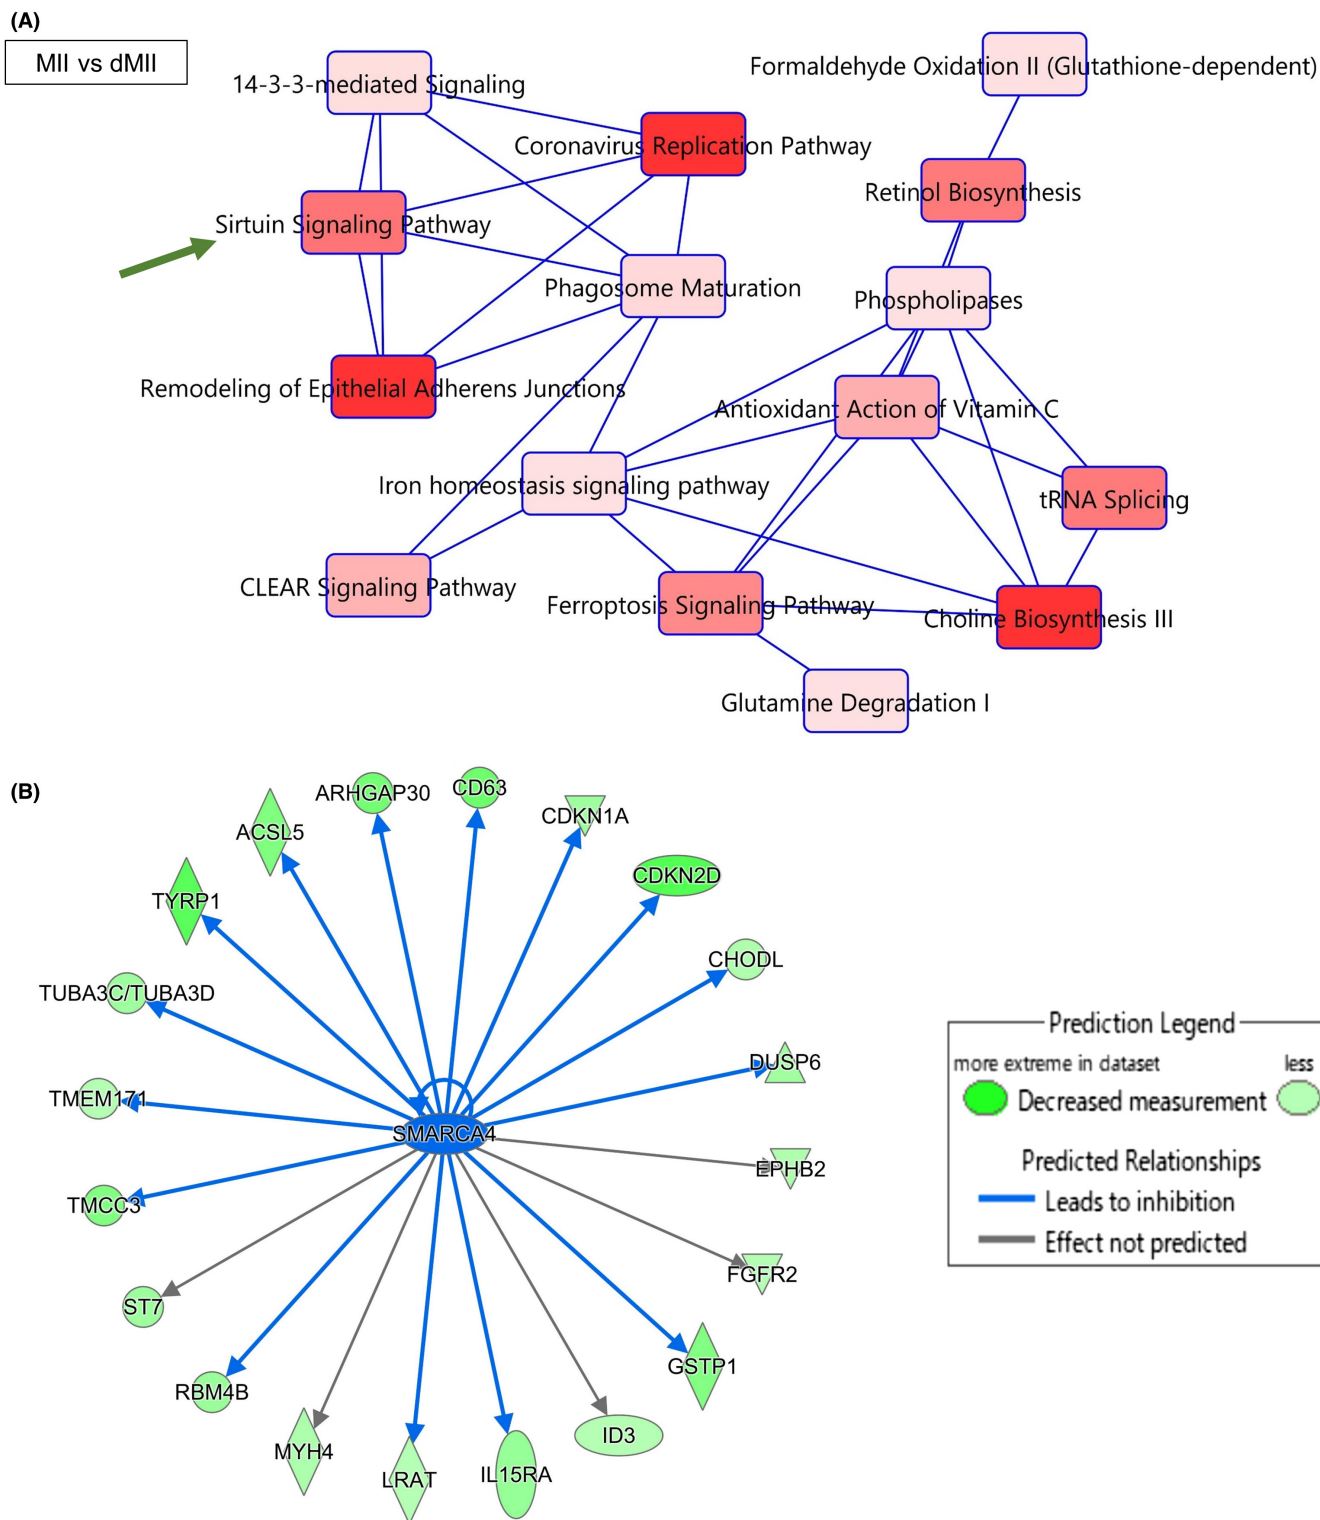 (A)
MII vs dMII
14-3-3-mediated Signaling
Formaldehyde Oxidation II (Glutathione-dependent)
Coronavirus Replication Pathway
Retinol Biosynthesis
Sirtuin Signaling Pathway
Phagosome Maturation
Phospholipases
Remodeling of Epithelial Adherens Junctions
Antioxidant Action of Vitamin C
Iron homeostasis signaling pathway
tRNA Splicing
CLEAR Signaling Pathway
Ferroptosis Signaling Pathway
Choline Biosynthesis III
Glutamine Degradation I
(B)
ARHGAP30
CD63
CDKN1A
ACSL5
CDKN2D
TYRP1
CHODL
TUBA3C/TUBA3D
DUSP6
TMEM171
SMARCA4
EPHB2
TMCC3
FGFR2
ST7
GSTP1
RBM4B
ID3
MYH4
LRAT
IL15RA
Prediction Legend
more extreme in dataset less
Decreased measurement
Predicted Relationships
Leads to inhibition
Effect not predicted